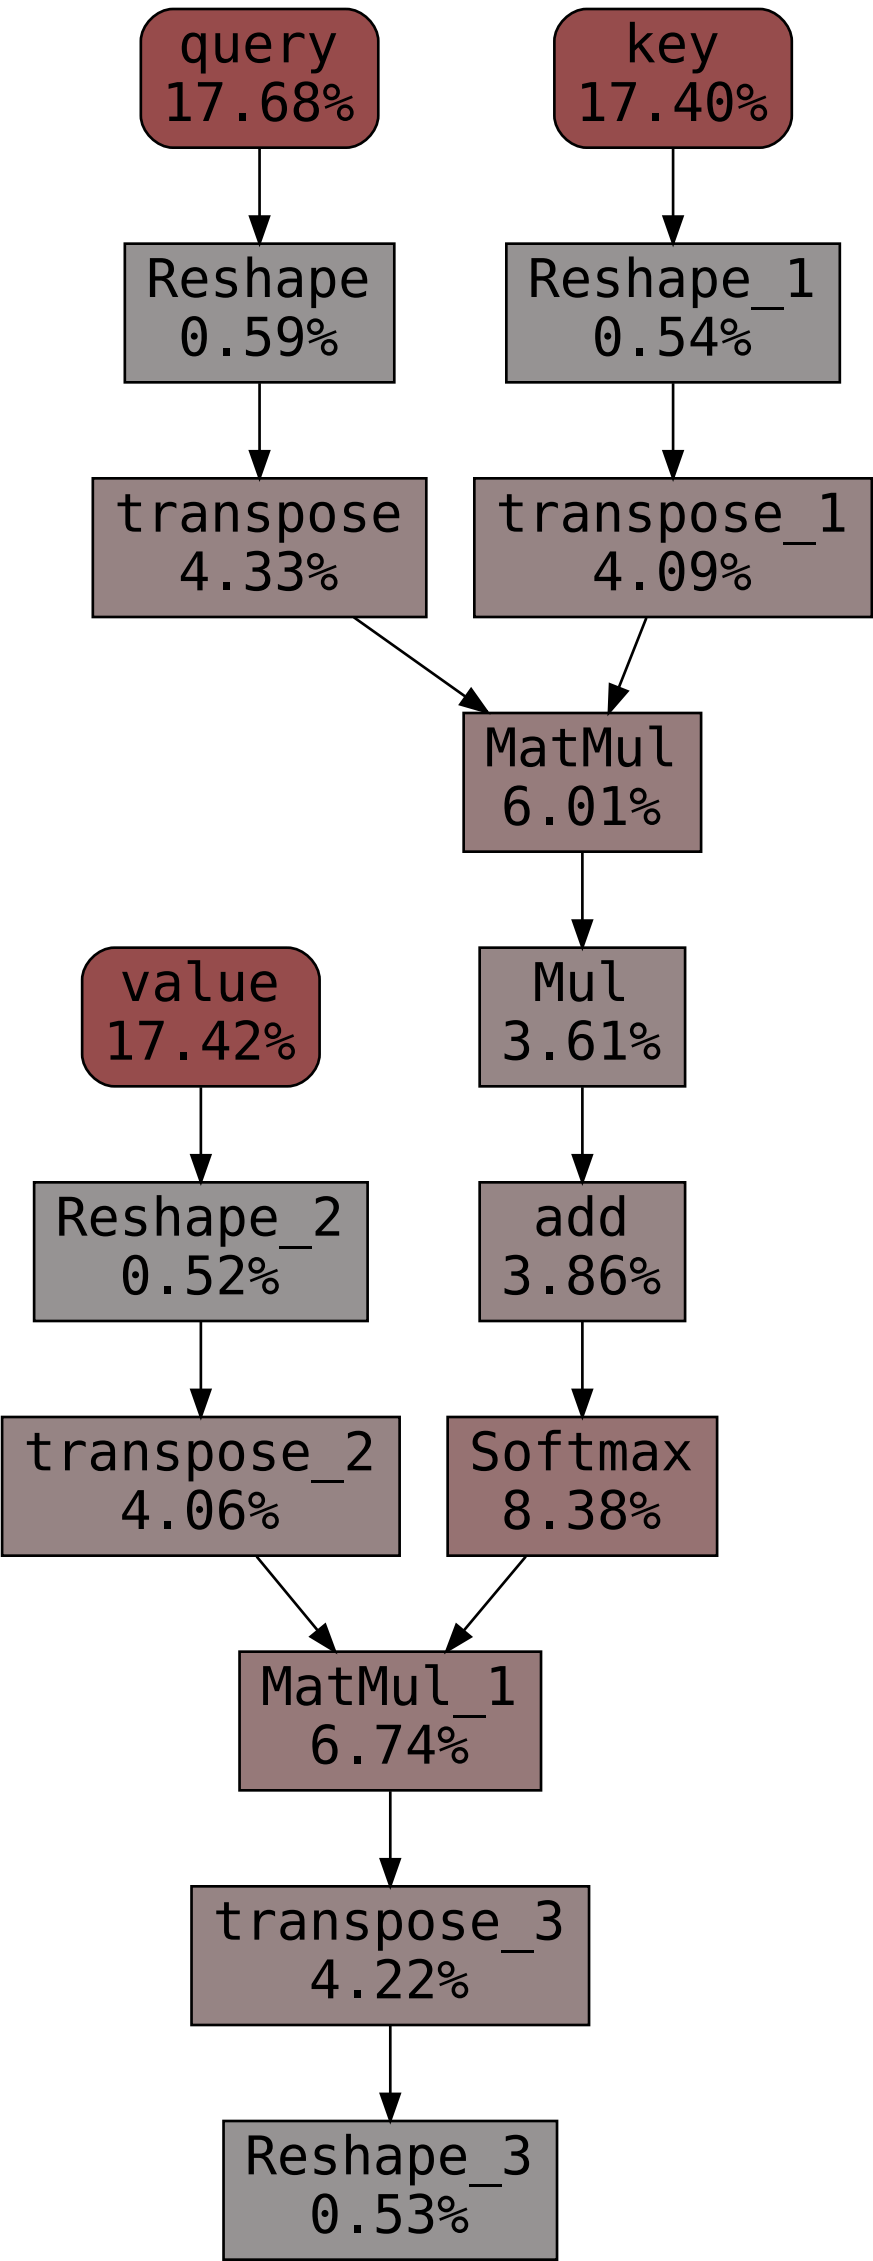 query
17.68%
key
17.40%
Reshape
0.59%
Reshape_1
0.54%
transpose
4.33%
transpose_1
4.09%
MatMul
6.01%
value
17.42%
Mul
3.61%
Reshape_2
0.52%
add
3.86%
transpose_2
4.06%
Softmax
8.38%
MatMul_1
6.74%
transpose_3
4.22%
Reshape_3
0.53%